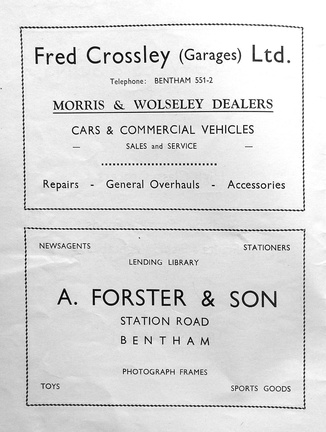 Fred Crossley (Garages) Ltd.
Telephone: BENTHAM 551-2
MORRIS & WOLSELEY DEALERS
CARS & COMMERCIAL VEHICLES
— SALES and SERVICE —
Repairs - General Overhauls - Accessories
NEWSAGENTS STATIONERS
LENDING LIBRARY
A. FORSTER & SON
STATION ROAD
BENTHAM
PHOTOGRAPH FRAMES
TOYS SPORTS GOODS